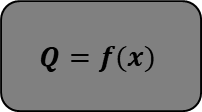 Q = f(x)